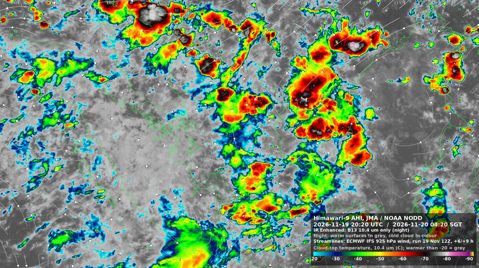 Himawari-9 AHI, JMA / NOAA NODD
2026-11-19 20:20 UTC / 2026-11-20 04:20 SGT
IR Enhanced: B13 10.4 um only (night)
Night: warm surfaces in grey, cold cloud in colour
Streamlines: ECMWF IFS 925 hPa wind, run 19 Nov 12Z, +6/+9 h
Cloud-top temperature, 10.4 um (C); warmer than -20 = grey
-20 -30 -40 -50 -60 -70 -80 -90